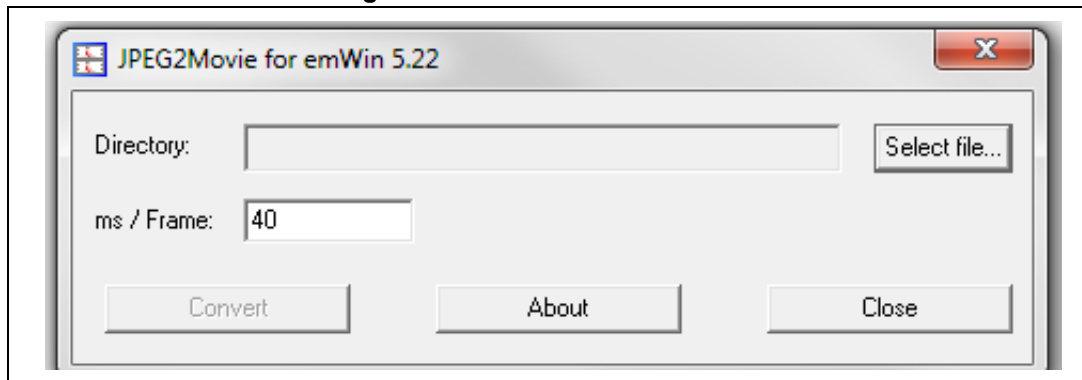 JPEG2Movie for emWin 5.22
Directory: Select file...
ms / Frame: 40
Convert About Close